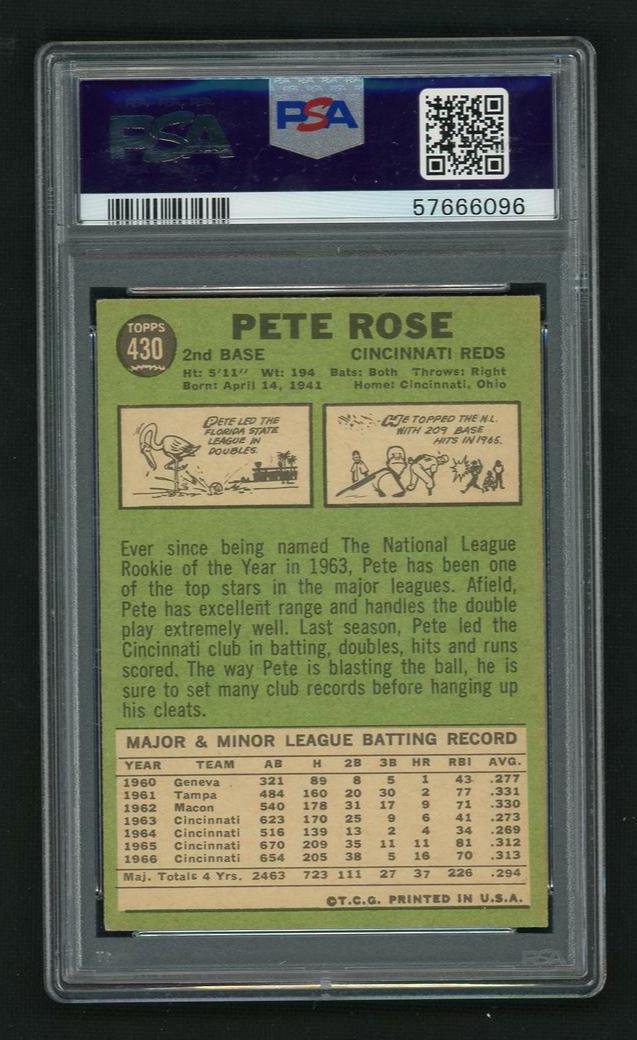 PSA
PSA
57666096
TOPPS
430
PETE ROSE
2nd BASE CINCINNATI REDS
Ht: 5'11" Wt: 194 Bats: Both Throws: Right
Born: April 14, 1941 Home: Cincinnati, Ohio
PETE LED THE
FLORIDA STATE
LEAGUE IN
DOUBLES.
HE TOPPED THE N.L.
WITH 209 BASE
HITS IN 1965.
Ever since being named The National League
Rookie of the Year in 1963, Pete has been one
of the top stars in the major leagues. Afield,
Pete has excellent range and handles the double
play extremely well. Last season, Pete led the
Cincinnati club in batting, doubles, hits and runs
scored. The way Pete is blasting the ball, he is
sure to set many club records before hanging up
his cleats.
MAJOR & MINOR LEAGUE BATTING RECORD
YEAR TEAM AB H 2B 3B HR RBI AVG.
1960 Geneva 321 89 8 5 1 43 .277
1961 Tampa 484 160 20 30 2 77 .331
1962 Macon 540 178 31 17 9 71 .330
1963 Cincinnati 623 170 25 9 6 41 .273
1964 Cincinnati 516 139 13 2 4 34 .269
1965 Cincinnati 670 209 35 11 11 81 .312
1966 Cincinnati 654 205 38 5 16 70 .313
Maj. Totals 4 Yrs. 2463 723 111 27 37 226 .294
©T.C.G. PRINTED IN U.S.A.
PSA